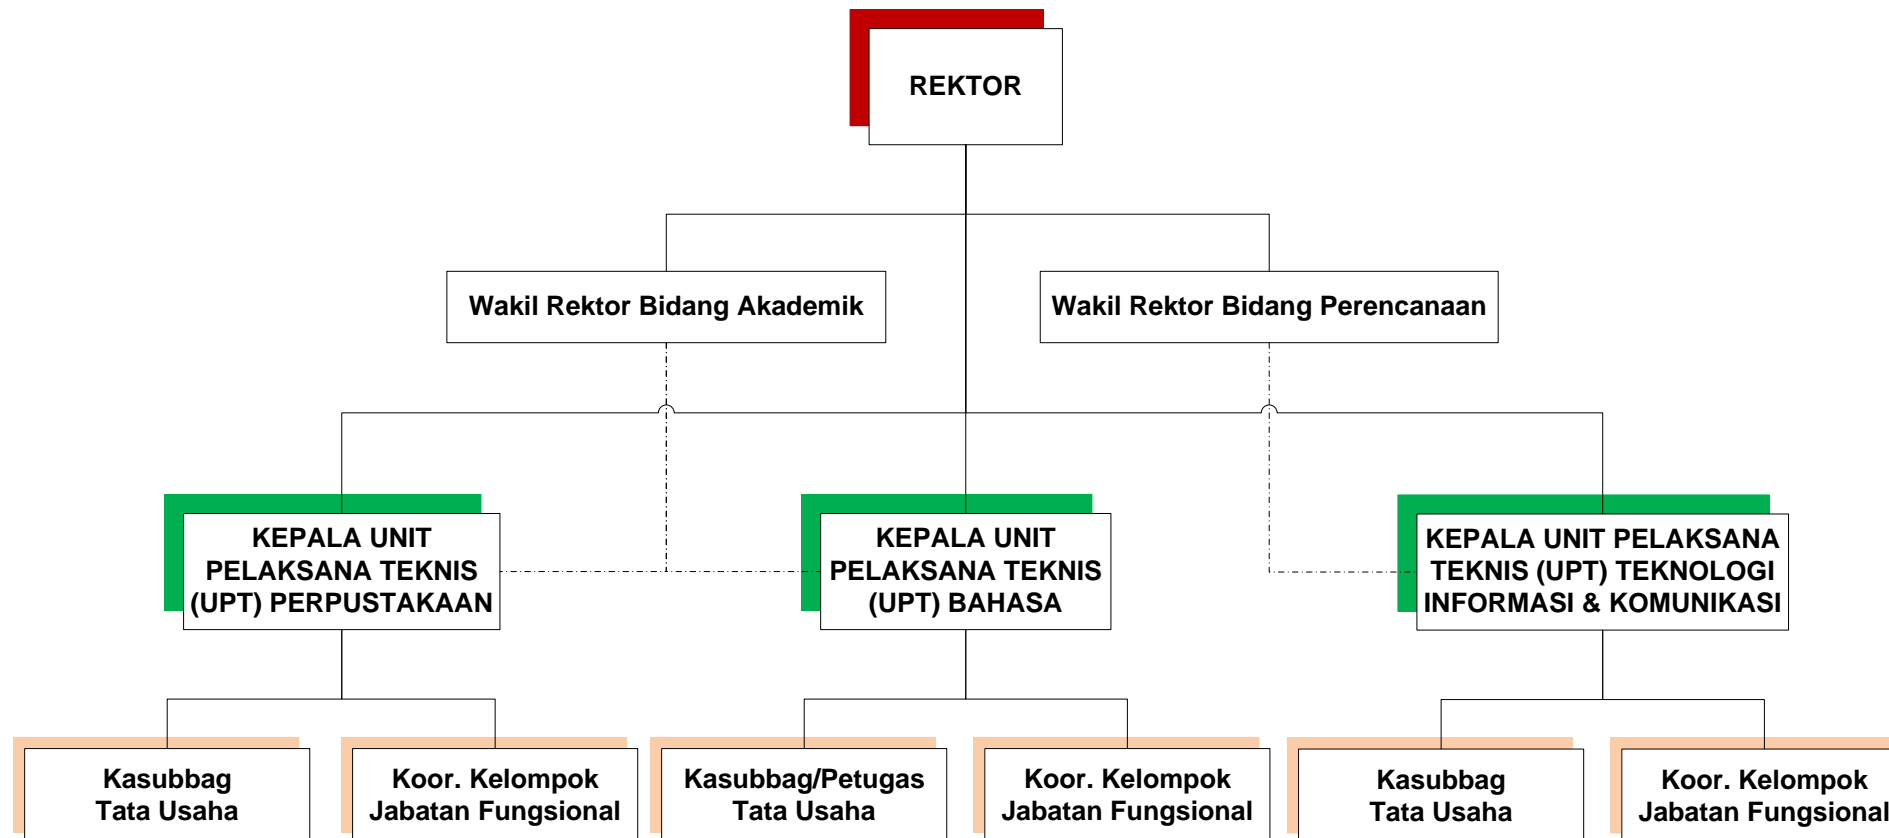 REKTOR
Wakil Rektor Bidang Akademik
Wakil Rektor Bidang Perencanaan
KEPALA UNIT
PELAKSANA TEKNIS
(UPT) PERPUSTAKAAN
KEPALA UNIT
PELAKSANA TEKNIS
(UPT) BAHASA
KEPALA UNIT PELAKSANA
TEKNIS (UPT) TEKNOLOGI
INFORMASI & KOMUNIKASI
Kasubbag
Tata Usaha
Koor. Kelompok
Jabatan Fungsional
Kasubbag/Petugas
Tata Usaha
Koor. Kelompok
Jabatan Fungsional
Kasubbag
Tata Usaha
Koor. Kelompok
Jabatan Fungsional